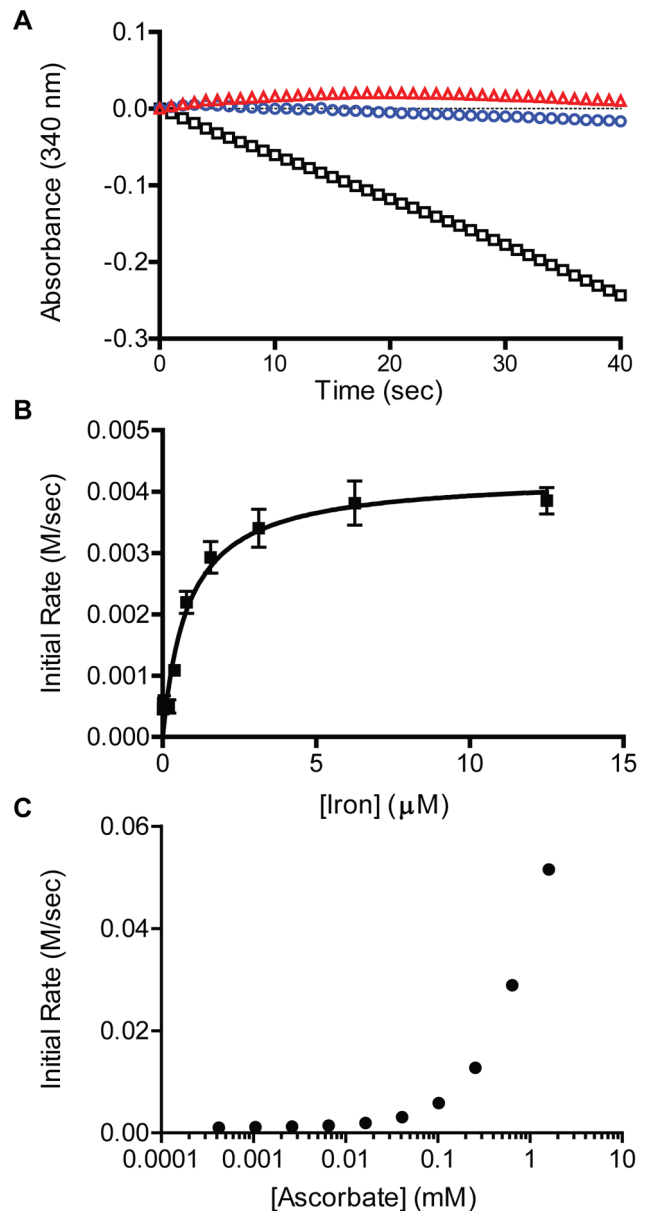 A
Absorbance (340 nm)
0.1
0.0
-0.1
-0.2
-0.3
0 10 20 30 40
Time (sec)
B
Initial Rate (M/sec)
0.005
0.004
0.003
0.002
0.001
0.000
0 5 10 15
[Iron] (μM)
C
Initial Rate (M/sec)
0.06
0.04
0.02
0.00
0.0001 0.001 0.01 0.1 1 10
[Ascorbate] (mM)